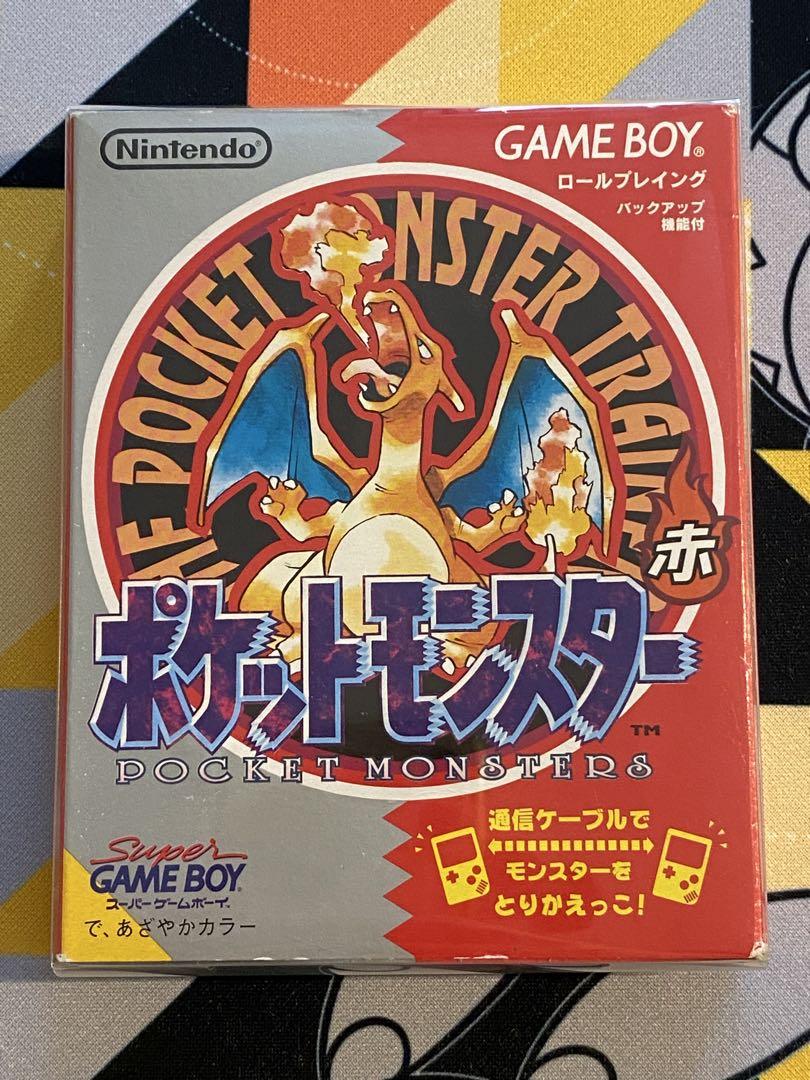 Nintendo
GAME BOY®
ロールプレイング
バックアップ
機能付
THE POCKET MONSTER TRAINER
赤
ポケットモンスター
TM
POCKET MONSTERS
通信ケーブルで
モンスターを
とりかえっこ!
Super
GAME BOY
スーパーゲームボーイ
で、あざやかカラー